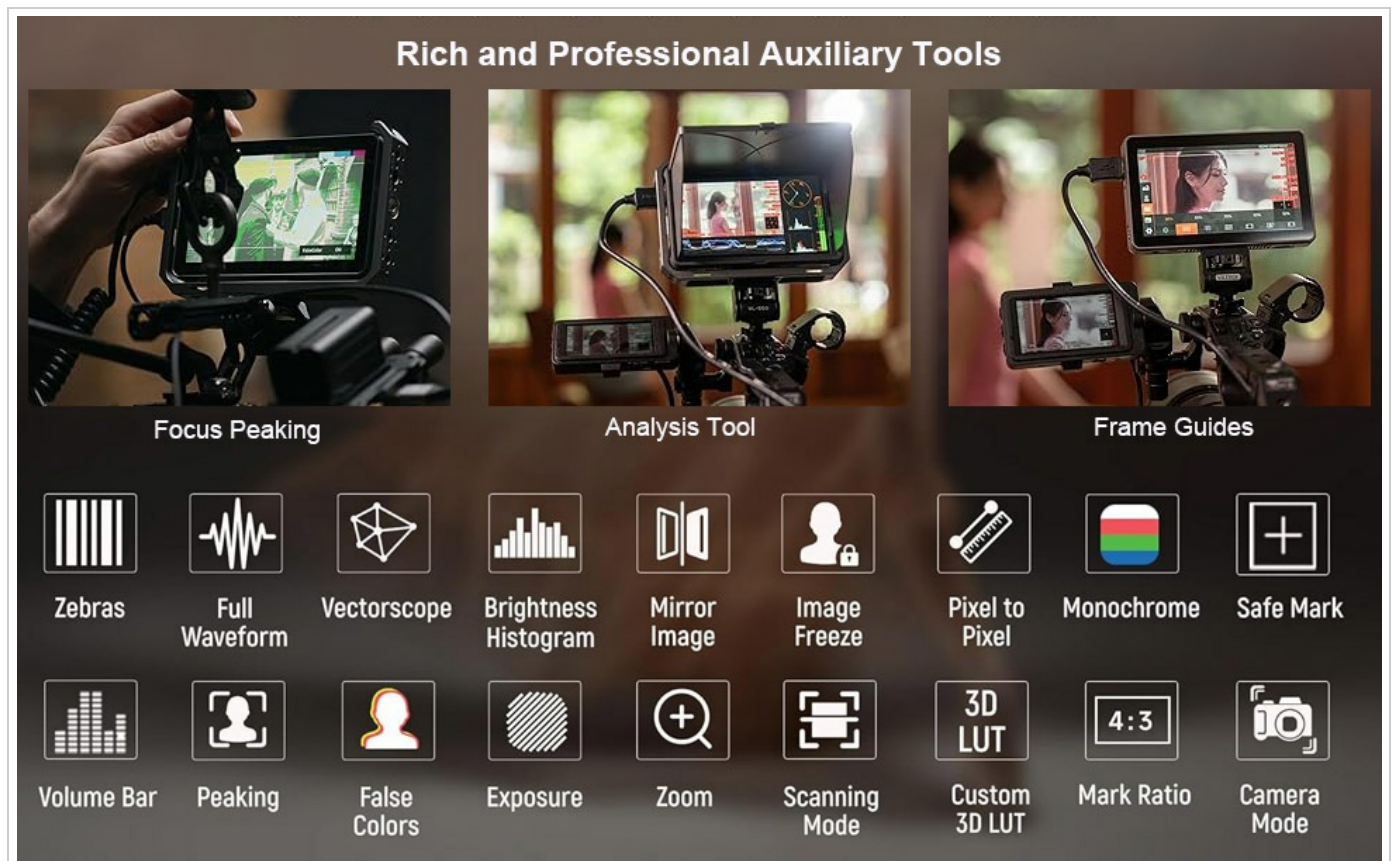 Rich and Professional Auxiliary Tools
Focus Peaking
Analysis Tool
Frame Guides
Zebras
Full
Waveform
Vectorscope
Brightness
Histogram
Mirror
Image
Image
Freeze
Pixel to
Pixel
Monochrome
Safe Mark
3D
LUT
4:3
Volume Bar
Peaking
False
Colors
Exposure
Zoom
Scanning
Mode
Custom
3D LUT
Mark Ratio
Camera
Mode